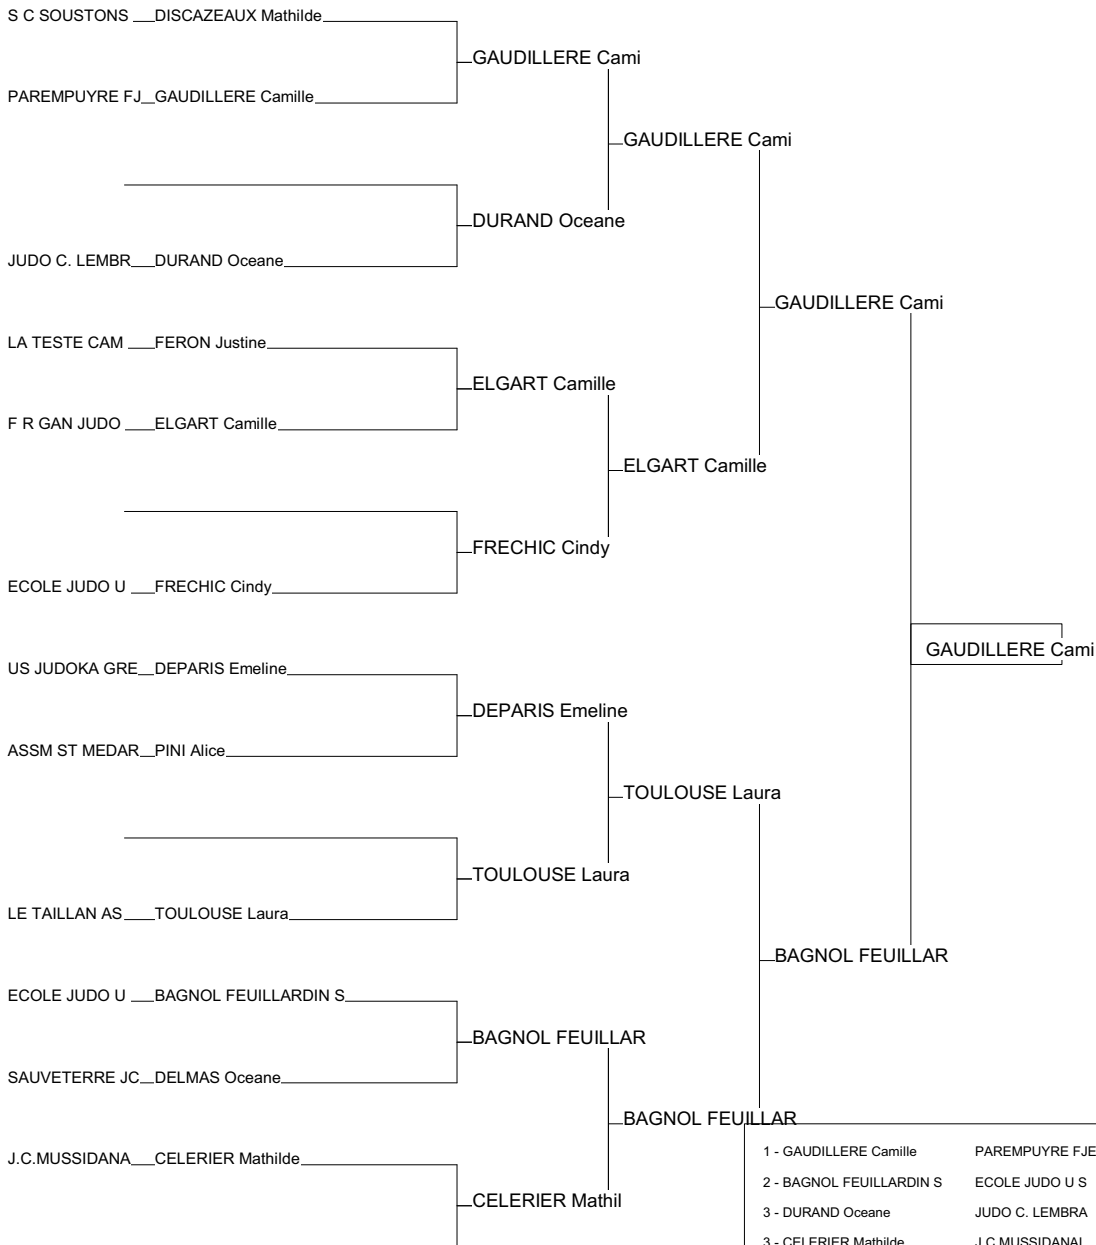 S C SOUSTONS DISCAZEAUX Mathilde
GAUDILLERE Cami
PAREMPUYRE FJ GAUDILLERE Camille
GAUDILLERE Cami
DURAND Oceane
JUDO C. LEMBR DURAND Oceane
GAUDILLERE Cami
LA TESTE CAM FERON Justine
ELGART Camille
F R GAN JUDO ELGART Camille
ELGART Camille
FRECHIC Cindy
ECOLE JUDO U FRECHIC Cindy
GAUDILLERE Cami
US JUDOKA GRE DEPARIS Emeline
DEPARIS Emeline
ASSM ST MEDAR PINI Alice
TOULOUSE Laura
TOULOUSE Laura
LE TAILLAN AS TOULOUSE Laura
BAGNOL FEUILLAR
ECOLE JUDO U BAGNOL FEUILLARDIN S
BAGNOL FEUILLAR
SAUVETERRE JC DELMAS Oceane
BAGNOL FEUILLAR
J.C.MUSSIDANA CELERIER Mathilde
CELERIER Mathil
1 - GAUDILLERE Camille PAREMPUYRE FJE
2 - BAGNOL FEUILLARDIN S ECOLE JUDO U S
3 - DURAND Oceane JUDO C. LEMBRA
3 - CELERIER Mathilde J.C.MUSSIDANAI